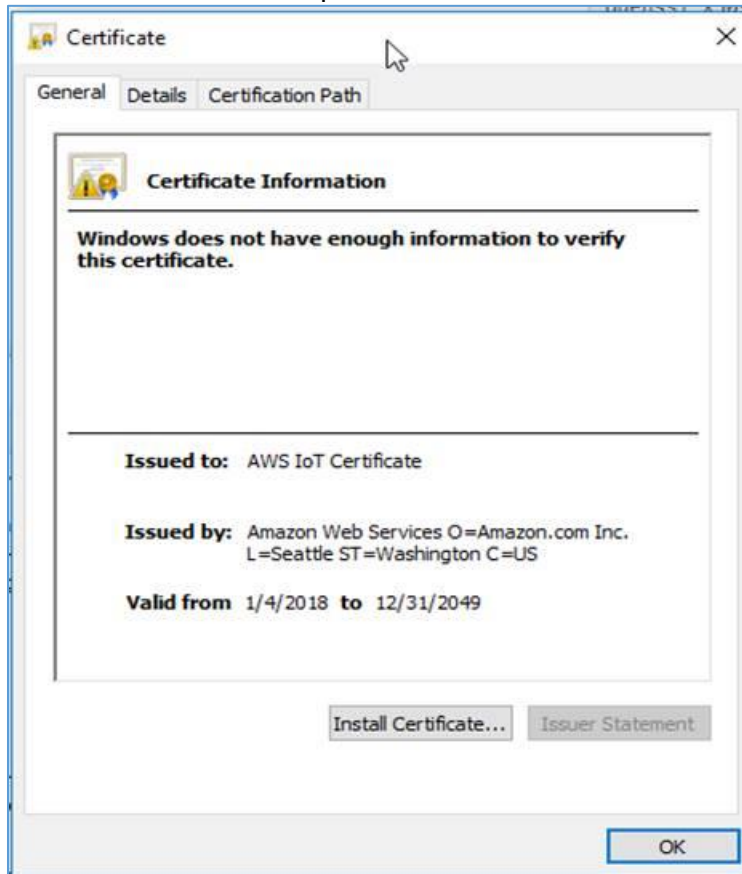 Certificate
General Details Certification Path
Certificate Information
Windows does not have enough information to verify
this certificate.
Issued to: AWS IoT Certificate
Issued by: Amazon Web Services O=Amazon.com Inc.
L=Seattle ST=Washington C=US
Valid from 1/4/2018 to 12/31/2049
Install Certificate... Issuer Statement
OK